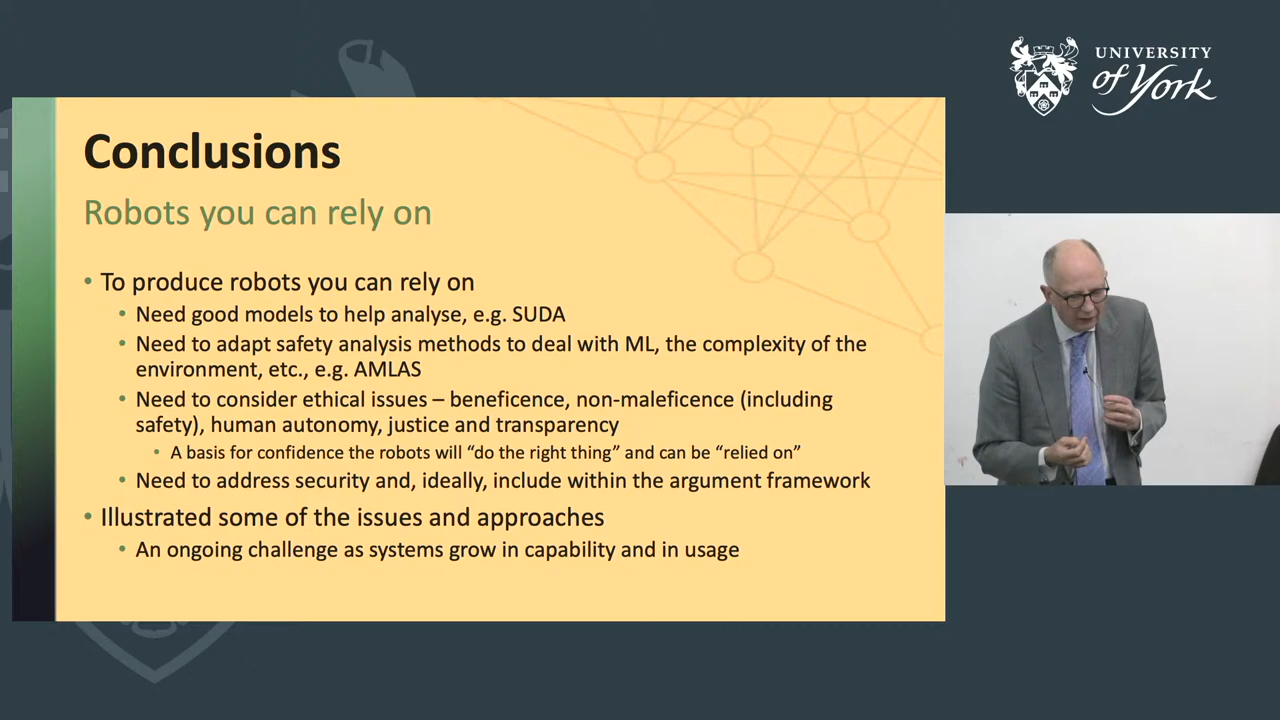 UNIVERSITY
of York
Conclusions
Robots you can rely on
• To produce robots you can rely on
• Need good models to help analyse, e.g. SUDA
• Need to adapt safety analysis methods to deal with ML, the complexity of the
environment, etc., e.g. AMLAS
• Need to consider ethical issues – beneficence, non-maleficence (including
safety), human autonomy, justice and transparency
• A basis for confidence the robots will “do the right thing” and can be “relied on”
• Need to address security and, ideally, include within the argument framework
• Illustrated some of the issues and approaches
• An ongoing challenge as systems grow in capability and in usage